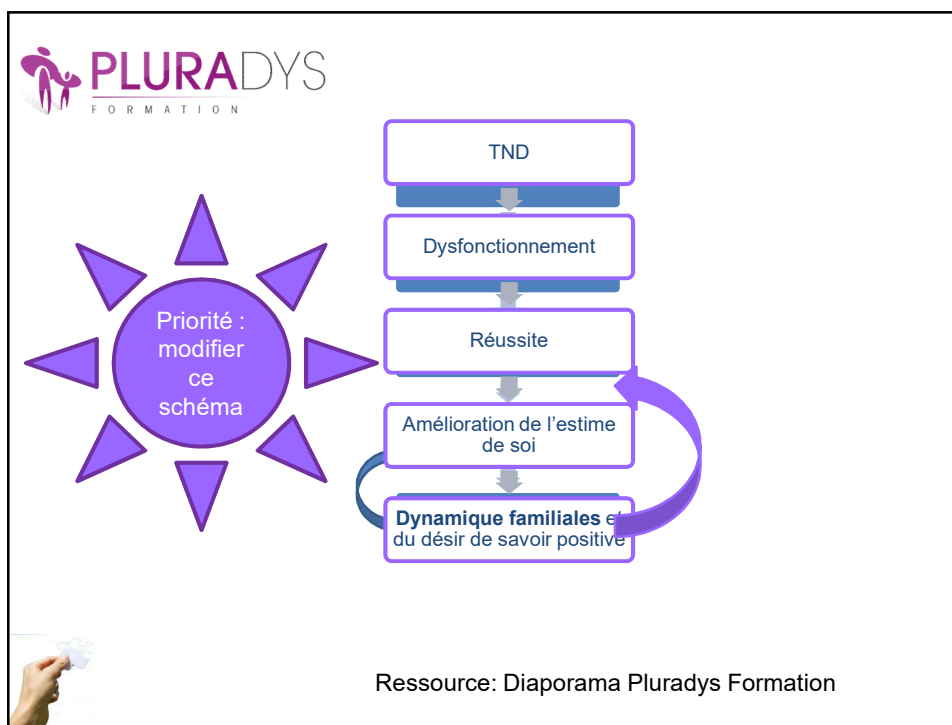 PLURADYS
FORMATION
TND
Dysfonctionnement
Réussite
Priorité :
modifier
ce
schéma
Amélioration de l’estime
de soi
Dynamique familiales et
du désir de savoir positive
Ressource: Diaporama Pluradys Formation